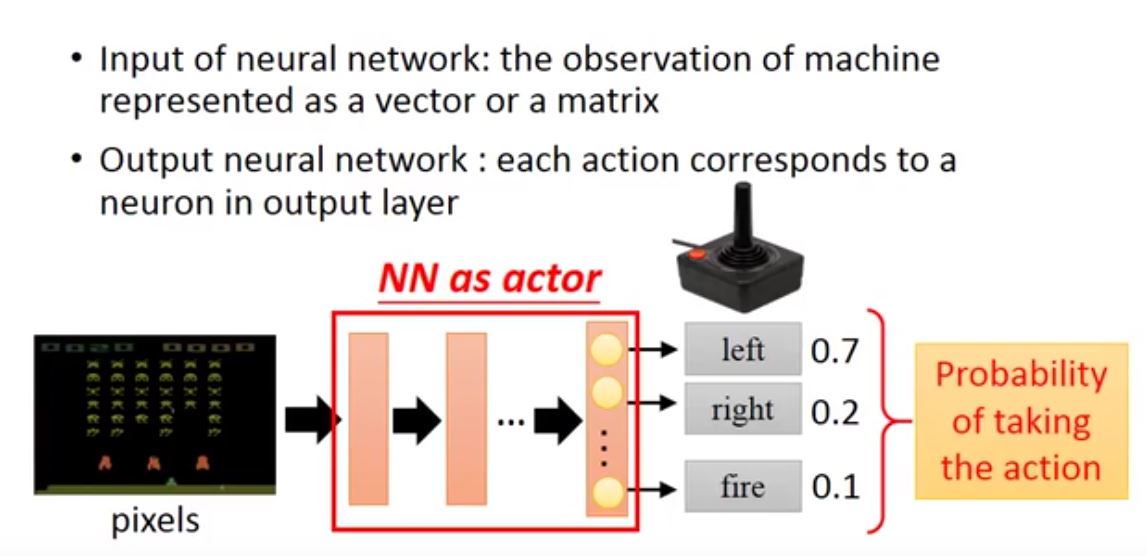 • Input of neural network: the observation of machine
represented as a vector or a matrix
• Output neural network : each action corresponds to a
neuron in output layer
NN as actor
pixels
...
left 0.7
right 0.2
fire 0.1
Probability
of taking
the action